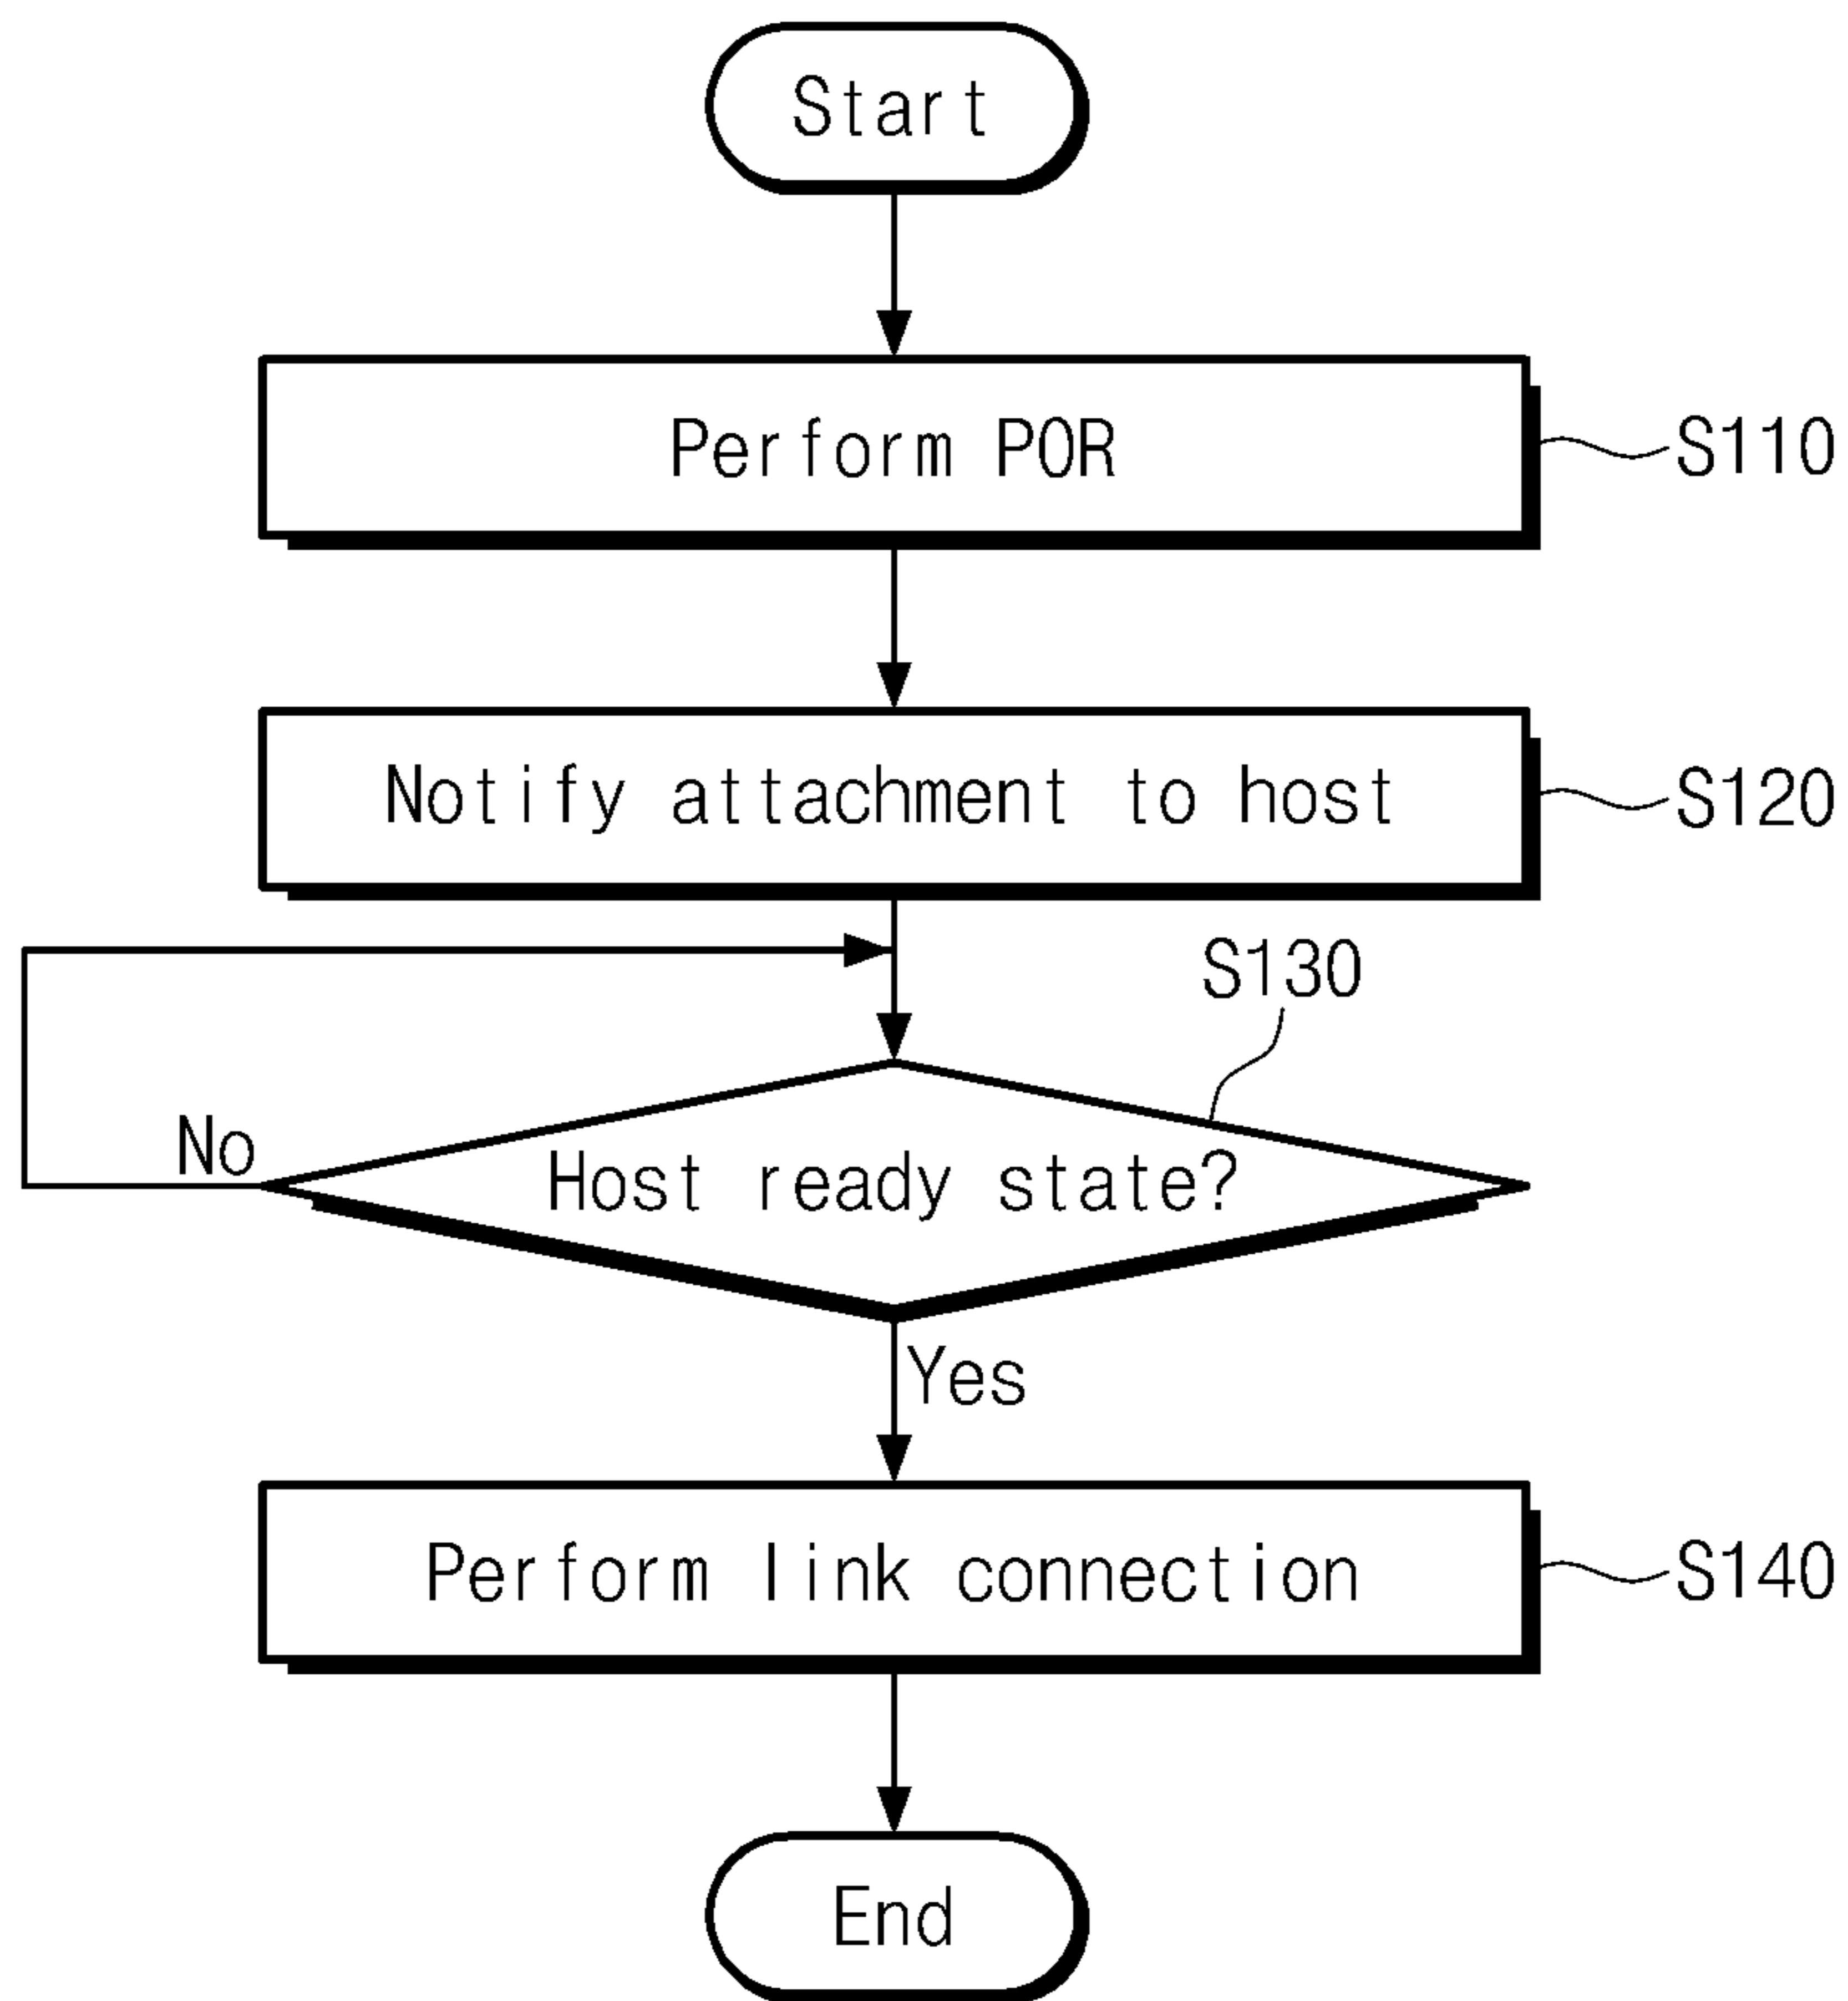 Start
Perform POR
S110
Notify attachment to host
S120
S130
No
Host ready state?
Yes
Perform link connection
S140
End